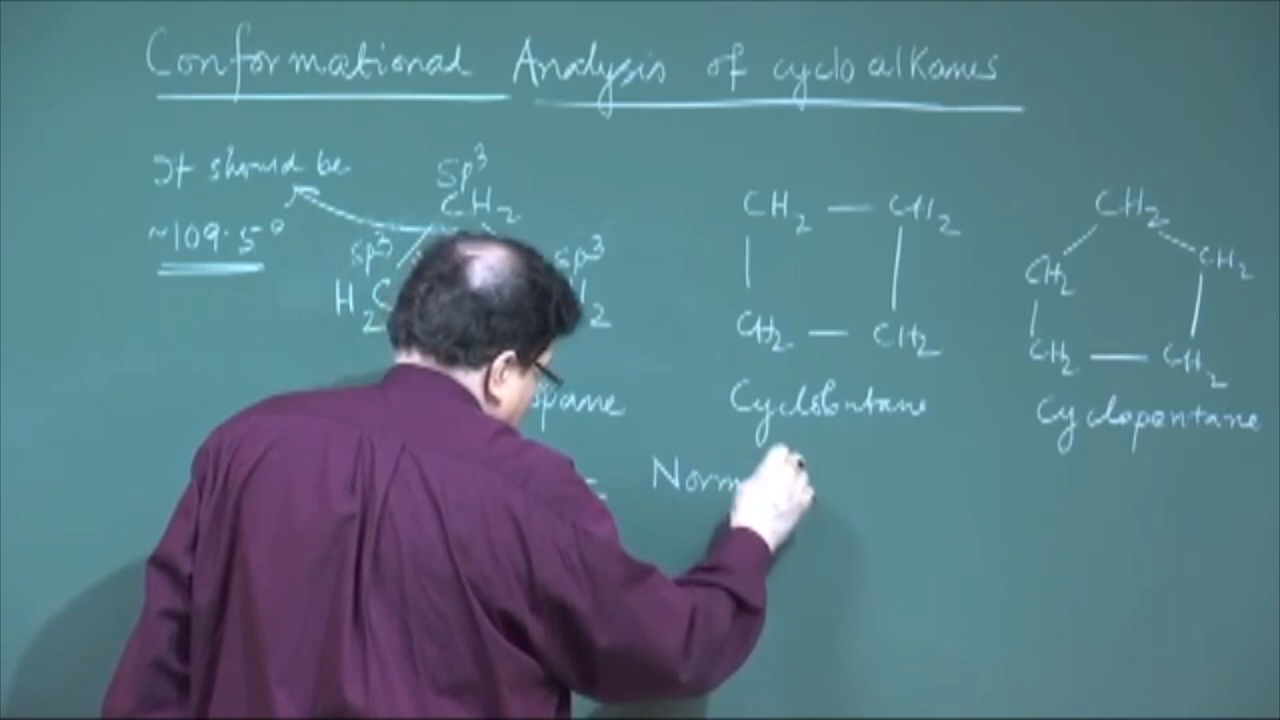 Conformational Analysis of cycloalkanes
It should be
~109.5°
sp³
CH₂
sp³
sp³
H₂C
₂
pane
CH₂ — CH₂
CH₂ — CH₂
Cyclobutane
CH₂
CH₂
CH₂
CH₂ — CH₂
Cyclopentane
= Norm